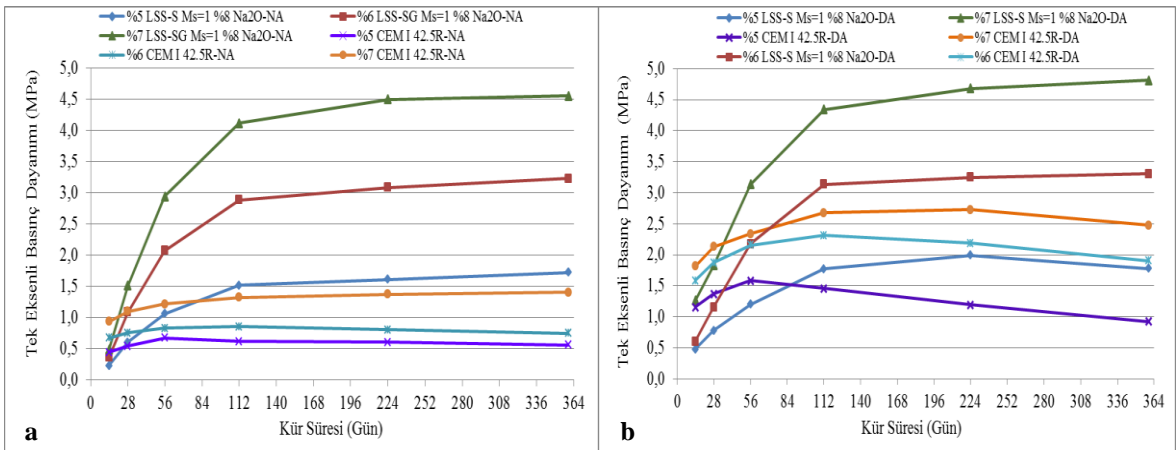 %5 LSS-S Ms=1 %8 Na2O-NA
%6 LSS-SG Ms=1 %8 Na2O-NA
%7 LSS-SG Ms=1 %8 Na2O-NA
%5 CEM I 42.5R-NA
%6 CEM I 42.5R-NA
%7 CEM I 42.5R-NA
Tek Eksenli Basınç Dayanımı (MPa)
5,0
4,5
4,0
3,5
3,0
2,5
2,0
1,5
1,0
0,5
0,0
0 28 56 84 112 140 168 196 224 252 280 308 336 364
Kür Süresi (Gün)
a
%5 LSS-S Ms=1 %8 Na2O-DA
%7 LSS-S Ms=1 %8 Na2O-DA
%5 CEM I 42.5R-DA
%7 CEM I 42.5R-DA
%6 LSS-S Ms=1 %8 Na2O-DA
%6 CEM I 42.5R-DA
Tek Eksenli Basınç Dayanımı (MPa)
5,0
4,5
4,0
3,5
3,0
2,5
2,0
1,5
1,0
0,5
0,0
0 28 56 84 112 140 168 196 224 252 280 308 336 364
Kür Süresi (Gün)
b